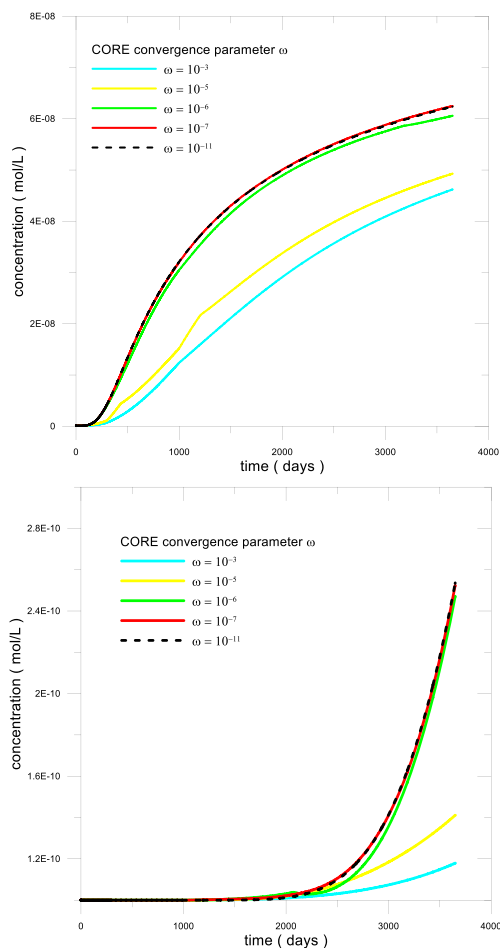 8E-08
CORE convergence parameter ω
ω = 10⁻³
ω = 10⁻⁵
ω = 10⁻⁶
ω = 10⁻⁷
ω = 10⁻¹¹
6E-08
4E-08
2E-08
0
concentration ( mol/L )
0 1000 2000 3000 4000
time ( days )
2.8E-10
CORE convergence parameter ω
ω = 10⁻³
ω = 10⁻⁵
ω = 10⁻⁶
ω = 10⁻⁷
ω = 10⁻¹¹
2.4E-10
2E-10
1.6E-10
1.2E-10
concentration ( mol/L )
0 1000 2000 3000 4000
time ( days )